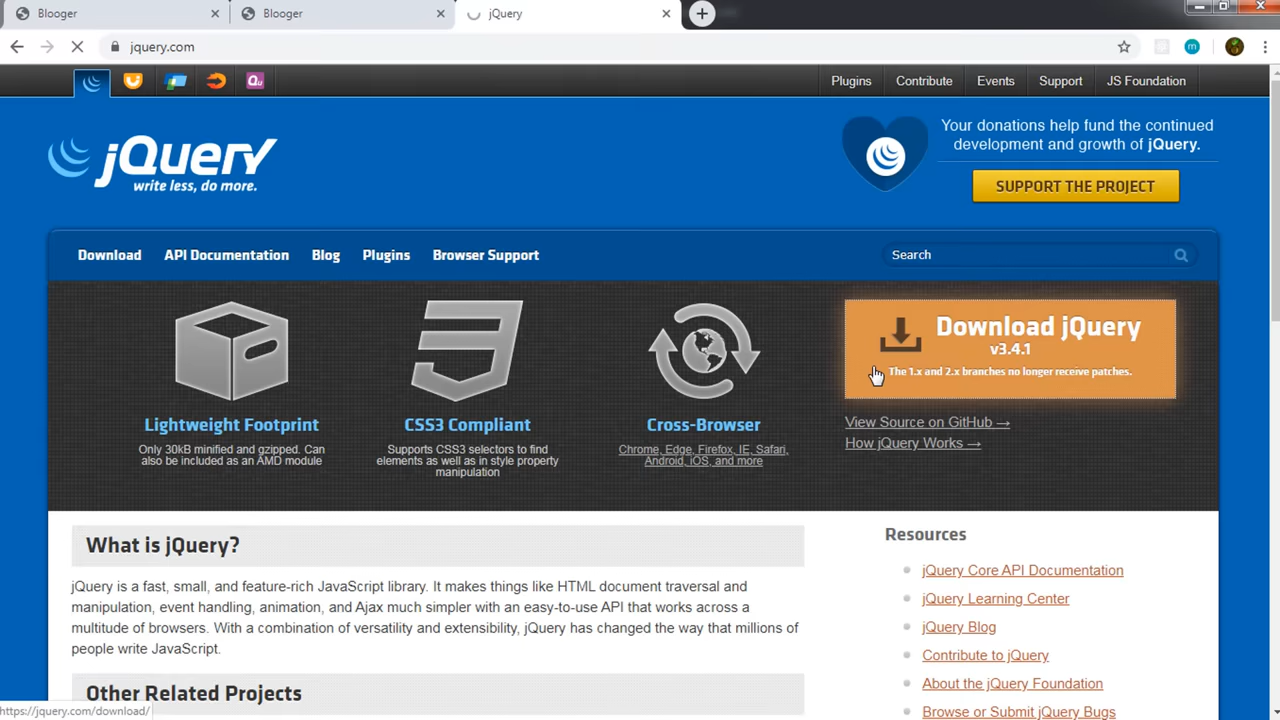 Blooger
Blooger
jQuery
jquery.com
Qu
Plugins
Contribute
Events
Support
JS Foundation
jQuery
write less, do more.
Your donations help fund the continued
development and growth of jQuery.
SUPPORT THE PROJECT
Download
API Documentation
Blog
Plugins
Browser Support
Search
Lightweight Footprint
Only 30kB minified and gzipped. Can
also be included as an AMD module
CSS3 Compliant
Supports CSS3 selectors to find
elements as well as in style property
manipulation
Cross-Browser
Chrome, Edge, Firefox, IE, Safari,
Android, iOS, and more
Download jQuery
v3.4.1
The 1.x and 2.x branches no longer receive patches.
View Source on GitHub →
How jQuery Works →
What is jQuery?
jQuery is a fast, small, and feature-rich JavaScript library. It makes things like HTML document traversal and
manipulation, event handling, animation, and Ajax much simpler with an easy-to-use API that works across a
multitude of browsers. With a combination of versatility and extensibility, jQuery has changed the way that millions of
people write JavaScript.
Other Related Projects
Resources
jQuery Core API Documentation
jQuery Learning Center
jQuery Blog
Contribute to jQuery
About the jQuery Foundation
Browse or Submit jQuery Bugs
https://jquery.com/download/